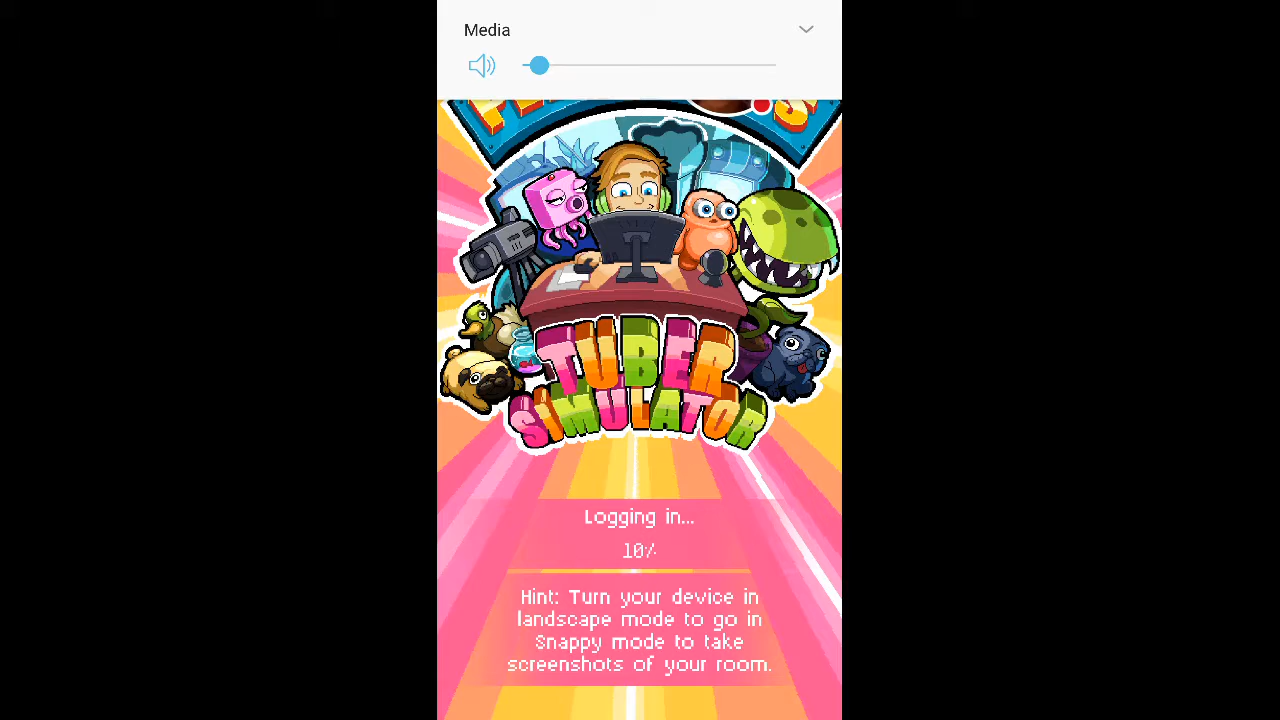 Media
TUBER
SIMULATOR
Logging in...
10%
Hint: Turn your device in
landscape mode to go in
Snappy mode to take
screenshots of your room.